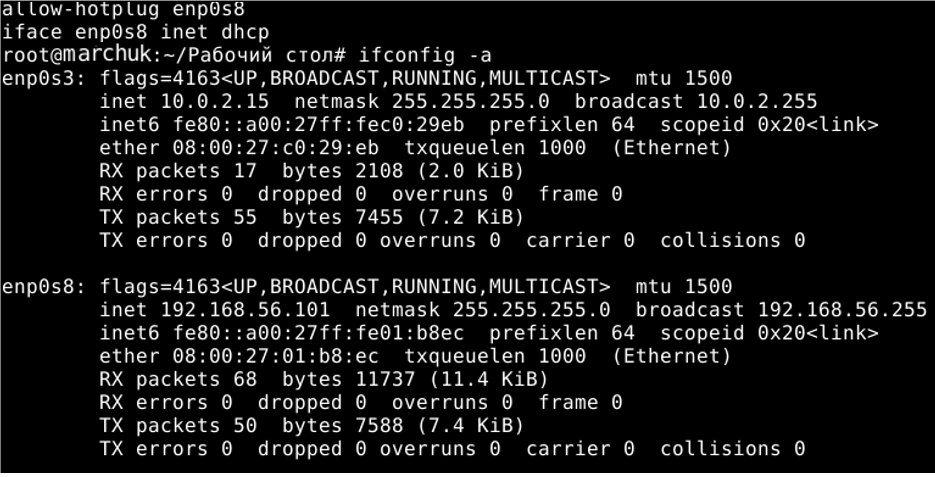 allow-hotplug enp0s8
iface enp0s8 inet dhcp
root@marchuk:~/Рабочий стол# ifconfig -a
enp0s3: flags=4163<UP,BROADCAST,RUNNING,MULTICAST>  mtu 1500
        inet 10.0.2.15  netmask 255.255.255.0  broadcast 10.0.2.255
        inet6 fe80::a00:27ff:fec0:29eb  prefixlen 64  scopeid 0x20<link>
        ether 08:00:27:c0:29:eb  txqueuelen 1000  (Ethernet)
        RX packets 17  bytes 2108 (2.0 KiB)
        RX errors 0  dropped 0  overruns 0  frame 0
        TX packets 55  bytes 7455 (7.2 KiB)
        TX errors 0  dropped 0 overruns 0  carrier 0  collisions 0

enp0s8: flags=4163<UP,BROADCAST,RUNNING,MULTICAST>  mtu 1500
        inet 192.168.56.101  netmask 255.255.255.0  broadcast 192.168.56.255
        inet6 fe80::a00:27ff:fe01:b8ec  prefixlen 64  scopeid 0x20<link>
        ether 08:00:27:01:b8:ec  txqueuelen 1000  (Ethernet)
        RX packets 68  bytes 11737 (11.4 KiB)
        RX errors 0  dropped 0  overruns 0  frame 0
        TX packets 50  bytes 7588 (7.4 KiB)
        TX errors 0  dropped 0 overruns 0  carrier 0  collisions 0